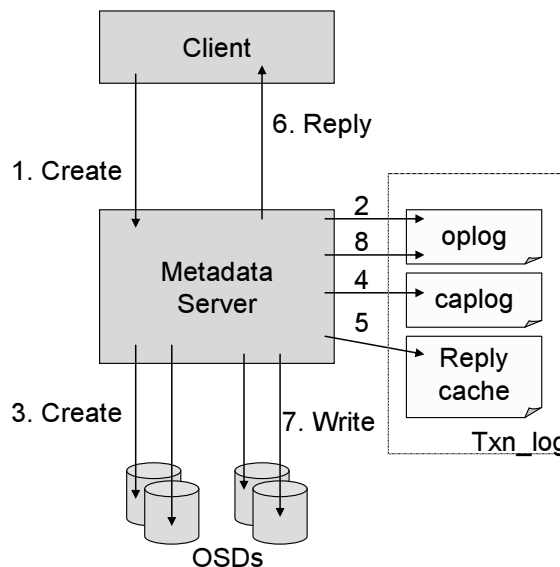 Client
6. Reply
1. Create
2
oplog
8
Metadata
Server
4
caplog
5
Reply
cache
3. Create
7. Write
Txn_log
OSDs